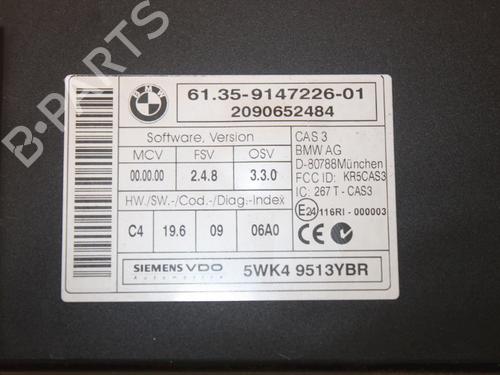 B-PARTS
BMW
61.35-9147226-01
2090652484
Software, Version
MCV FSV OSV
00.00.00 2.4.8 3.3.0
HW./SW.-/Cod.-/Diag.-Index
C4 19.6 09 06A0
CAS 3
BMW AG
D-80788München
FCC ID: KR5CAS3
IC: 267 T - CAS3
E24 116RI - 000003
CE
SIEMENS VDO
Automotive
5WK4 9513YBR